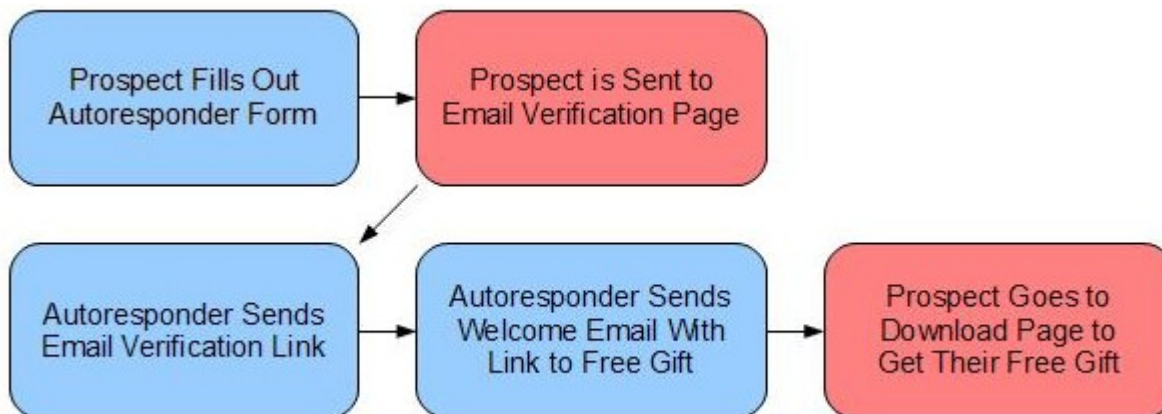 Prospect Fills Out
Autoresponder Form
Prospect is Sent to
Email Verification Page
Autoresponder Sends
Email Verification Link
Autoresponder Sends
Welcome Email With
Link to Free Gift
Prospect Goes to
Download Page to
Get Their Free Gift